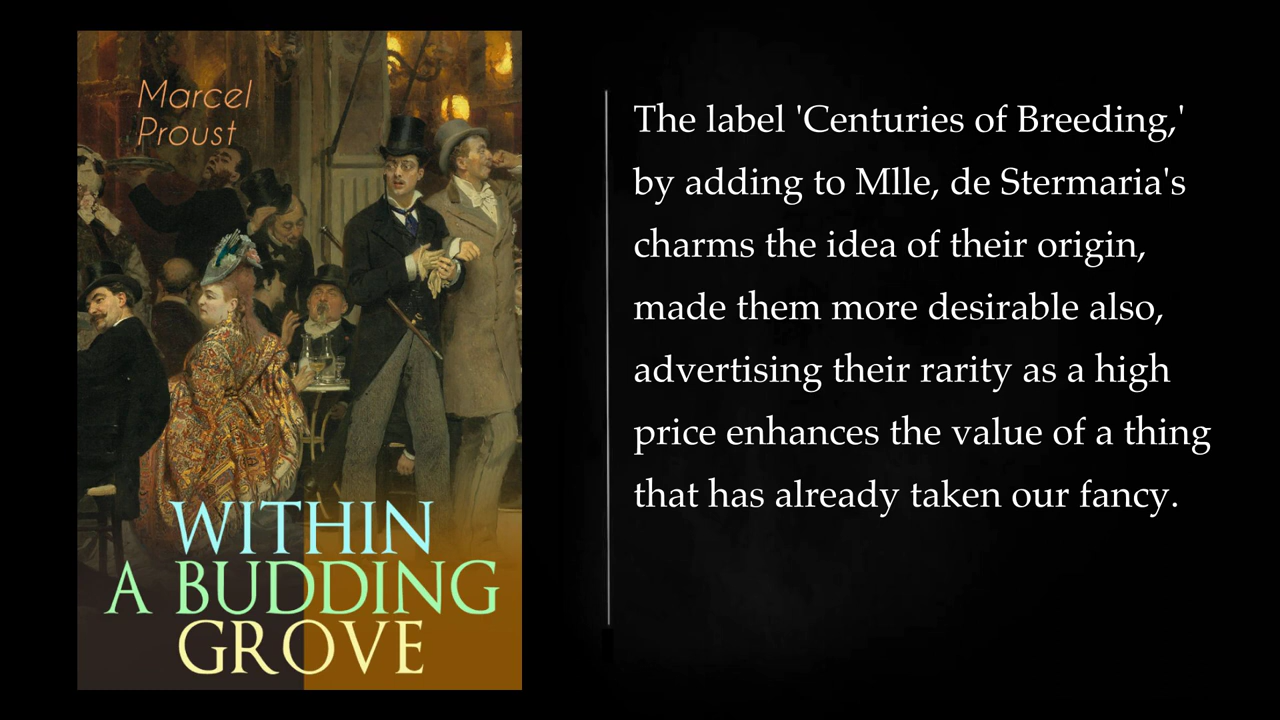 Marcel
Proust
WITHIN
A BUDDING
GROVE
The label 'Centuries of Breeding,'
by adding to Mlle, de Stermaria's
charms the idea of their origin,
made them more desirable also,
advertising their rarity as a high
price enhances the value of a thing
that has already taken our fancy.